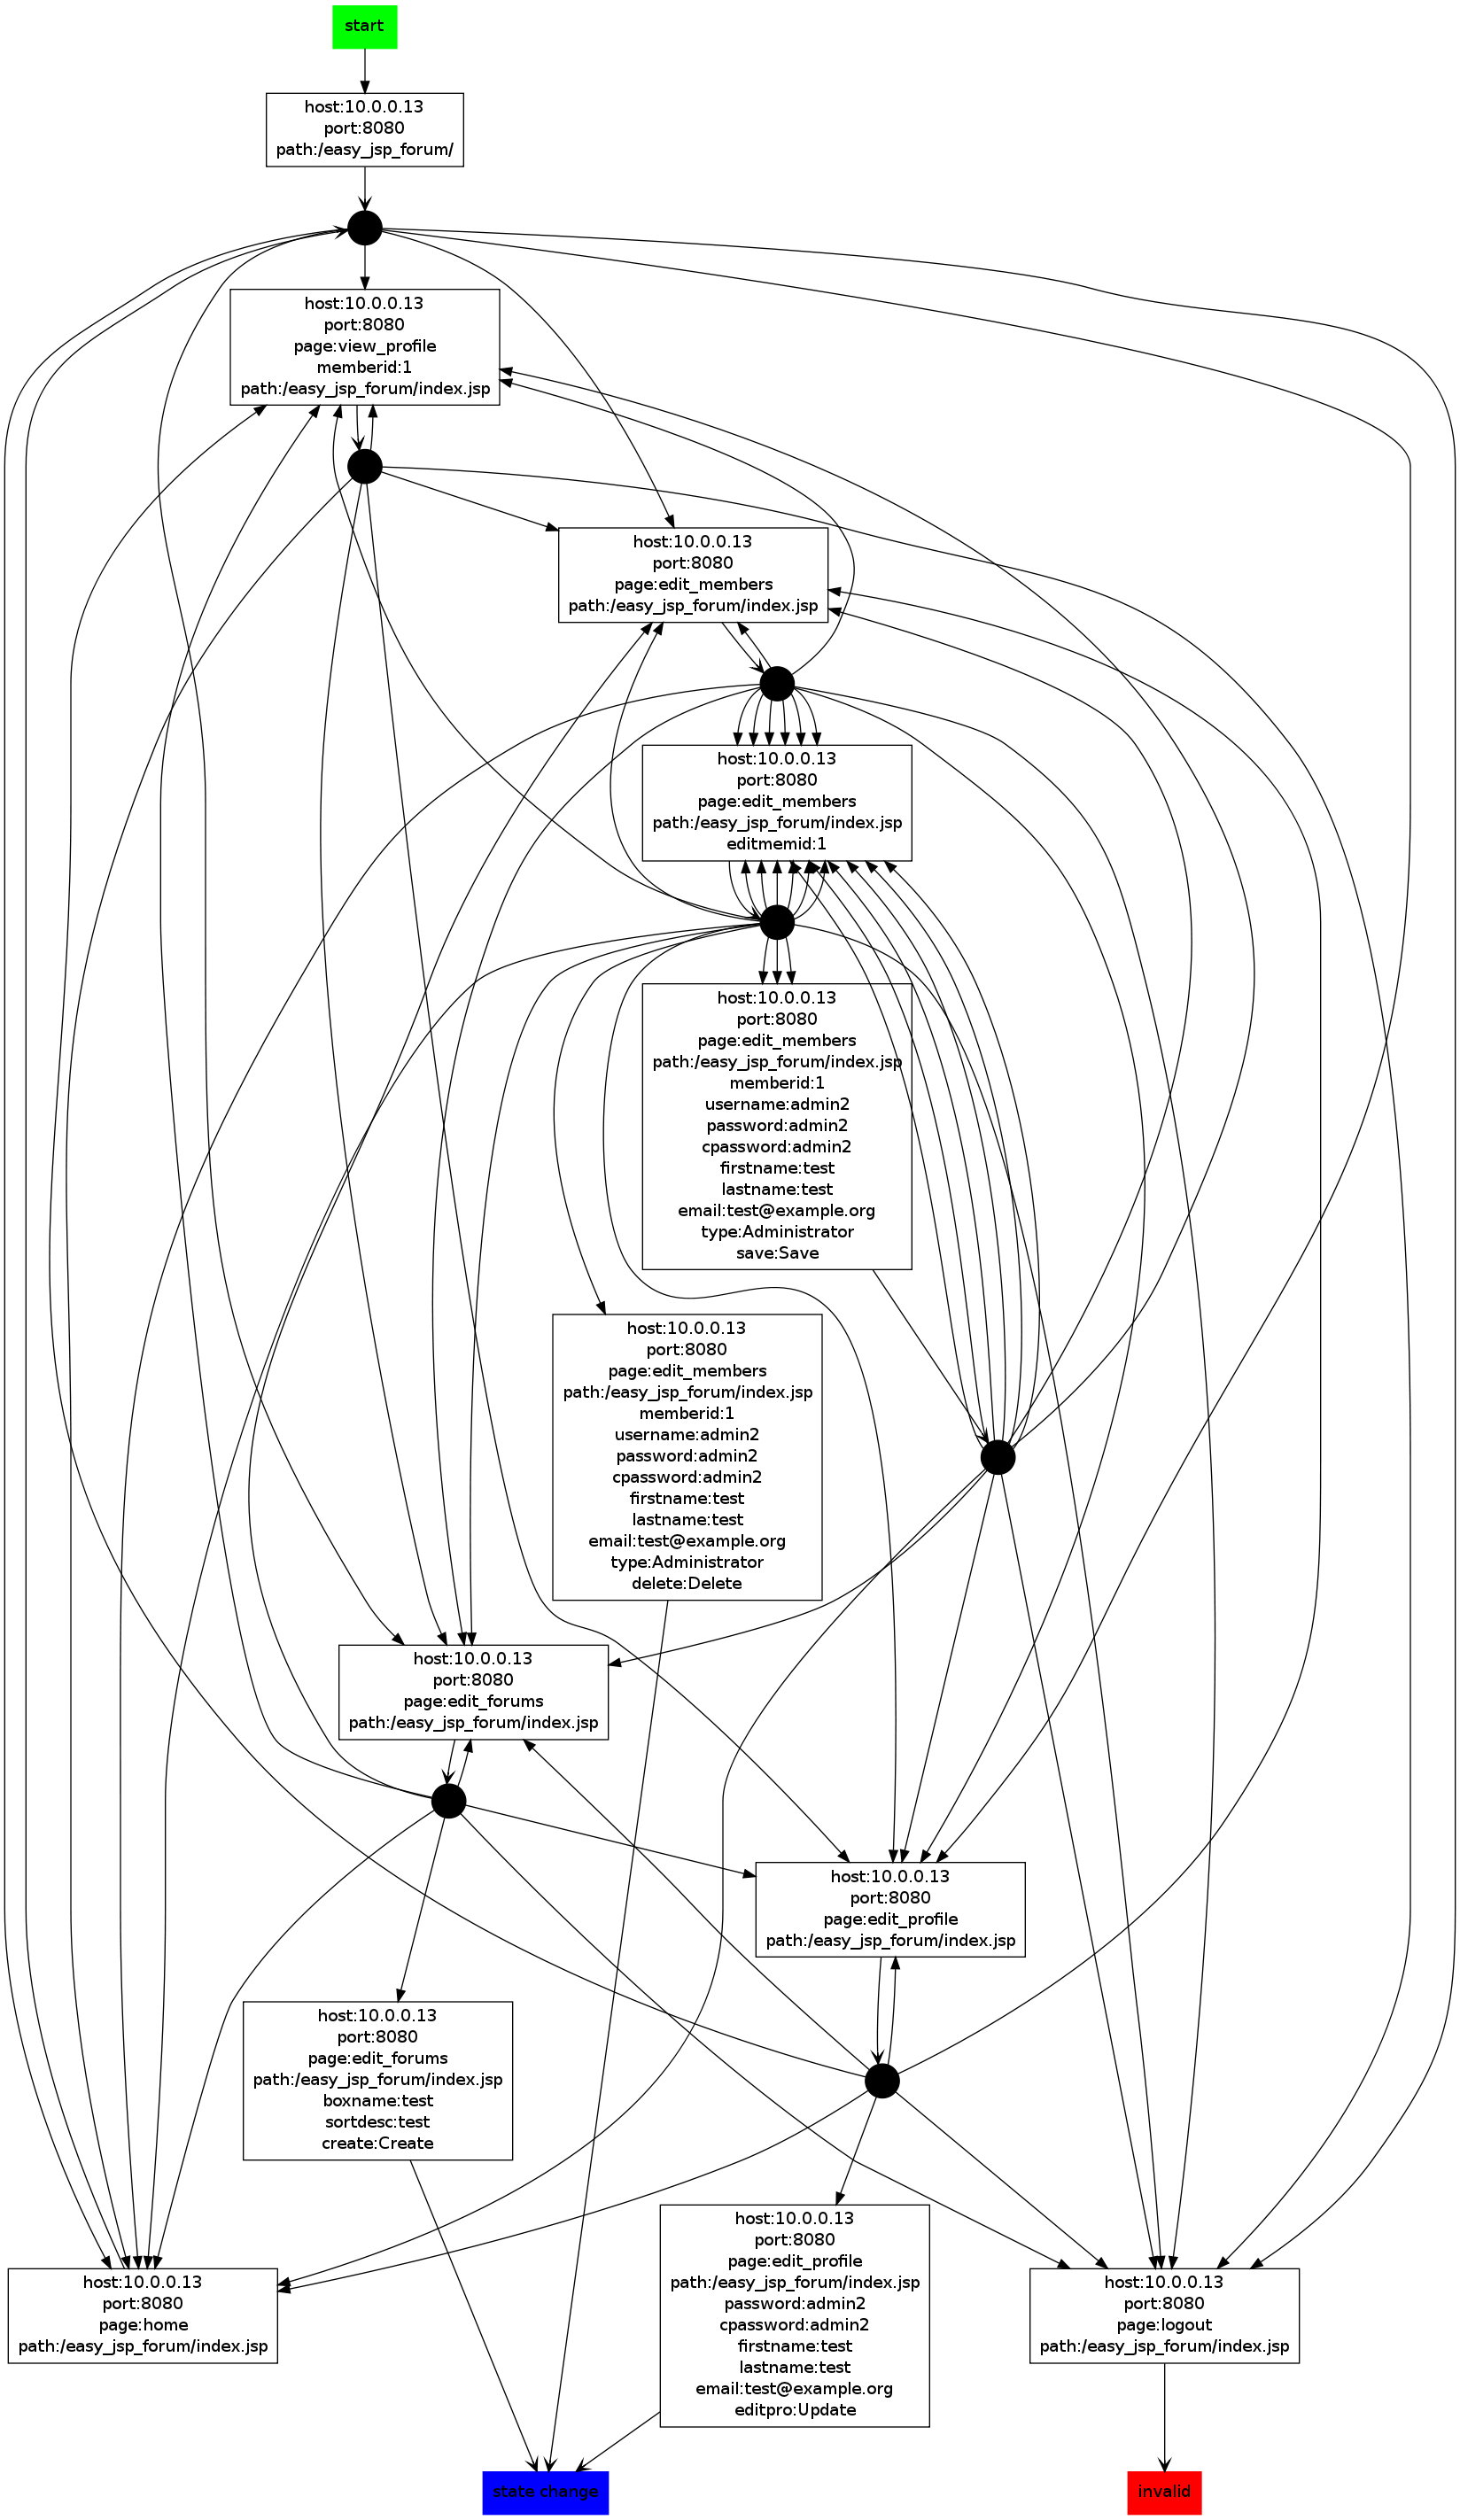 start
host:10.0.0.13
port:8080
path:/easy_jsp_forum/
host:10.0.0.13
port:8080
page:view_profile
memberid:1
path:/easy_jsp_forum/index.jsp
host:10.0.0.13
port:8080
page:edit_members
path:/easy_jsp_forum/index.jsp
host:10.0.0.13
port:8080
page:edit_members
path:/easy_jsp_forum/index.jsp
editmemid:1
host:10.0.0.13
port:8080
page:edit_members
path:/easy_jsp_forum/index.jsp
memberid:1
username:admin2
password:admin2
cpassword:admin2
firstname:test
lastname:test
email:test@example.org
type:Administrator
save:Save
host:10.0.0.13
port:8080
page:edit_members
path:/easy_jsp_forum/index.jsp
memberid:1
username:admin2
password:admin2
cpassword:admin2
firstname:test
lastname:test
email:test@example.org
type:Administrator
delete:Delete
host:10.0.0.13
port:8080
page:edit_forums
path:/easy_jsp_forum/index.jsp
host:10.0.0.13
port:8080
page:edit_profile
path:/easy_jsp_forum/index.jsp
host:10.0.0.13
port:8080
page:edit_forums
path:/easy_jsp_forum/index.jsp
boxname:test
sortdesc:test
create:Create
host:10.0.0.13
port:8080
page:edit_profile
path:/easy_jsp_forum/index.jsp
password:admin2
cpassword:admin2
firstname:test
lastname:test
email:test@example.org
editpro:Update
host:10.0.0.13
port:8080
page:home
path:/easy_jsp_forum/index.jsp
host:10.0.0.13
port:8080
page:logout
path:/easy_jsp_forum/index.jsp
state change
invalid